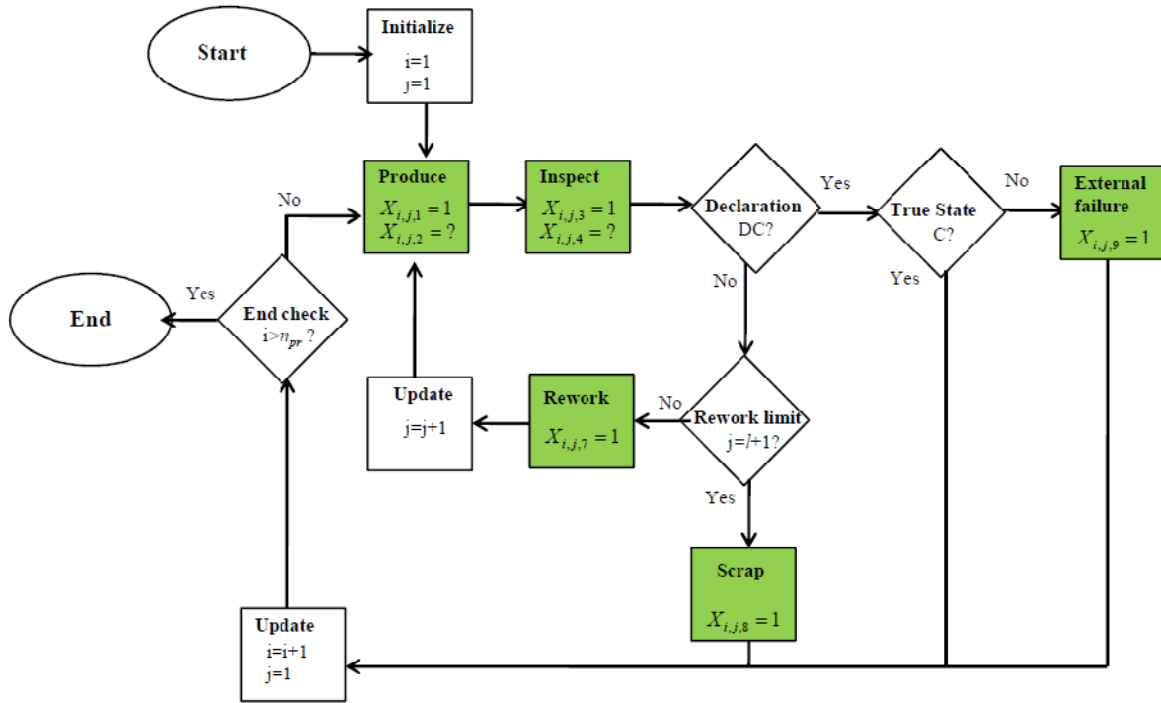 Start
Initialize
i=1
j=1
Produce
X_{i,j,1} = 1
X_{i,j,2} = ?
Inspect
X_{i,j,3} = 1
X_{i,j,4} = ?
Declaration
DC?
Yes
True State
C?
No
External
failure
X_{i,j,9} = 1
No
Yes
No
End
Yes
End check
i>n_{pr} ?
Update
j=j+1
Rework
X_{i,j,7} = 1
No
Rework limit
j=l+1?
Yes
Scrap
X_{i,j,8} = 1
Update
i=i+1
j=1